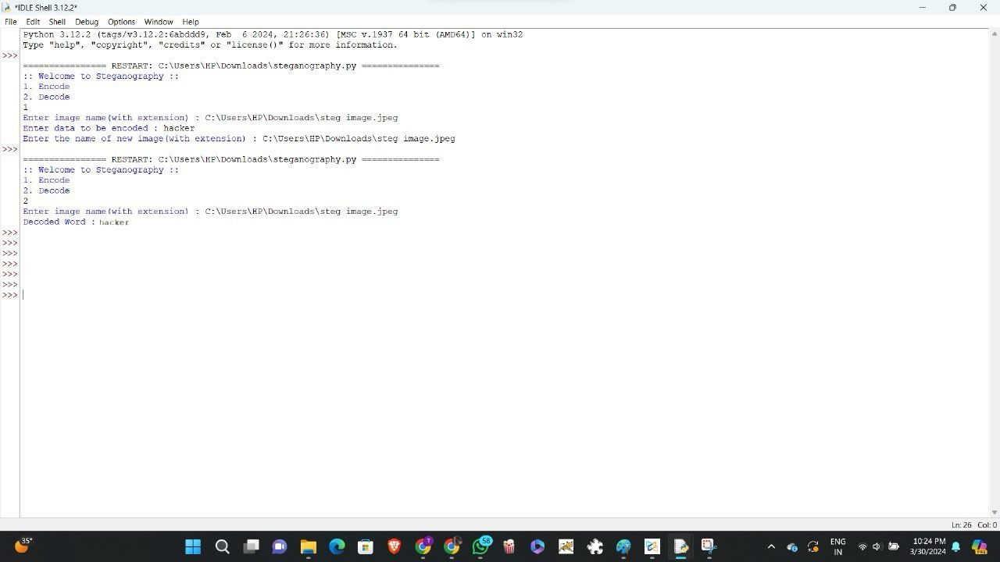 *IDLE Shell 3.12.2*
File Edit Shell Debug Options Window Help
Python 3.12.2 (tags/v3.12.2:6abddd9, Feb  6 2024, 21:26:36) [MSC v.1937 64 bit (AMD64)] on win32
Type "help", "copyright", "credits" or "license()" for more information.
>>>
================ RESTART: C:\Users\HP\Downloads\steganography.py ===============
:: Welcome to Steganography ::
1. Encode
2. Decode
1
Enter image name(with extension) : C:\Users\HP\Downloads\steg image.jpeg
Enter data to be encoded : hacker
Enter the name of new image(with extension) : C:\Users\HP\Downloads\steg image.jpeg
>>>
================ RESTART: C:\Users\HP\Downloads\steganography.py ===============
:: Welcome to Steganography ::
1. Encode
2. Decode
2
Enter image name(with extension) : C:\Users\HP\Downloads\steg image.jpeg
Decoded Word : hacker
>>>
>>>
>>>
>>>
>>>
>>>
>>>
Ln: 26 Col: 0
35°
T
58
ENG
IN
10:24 PM
3/30/2024
PRE